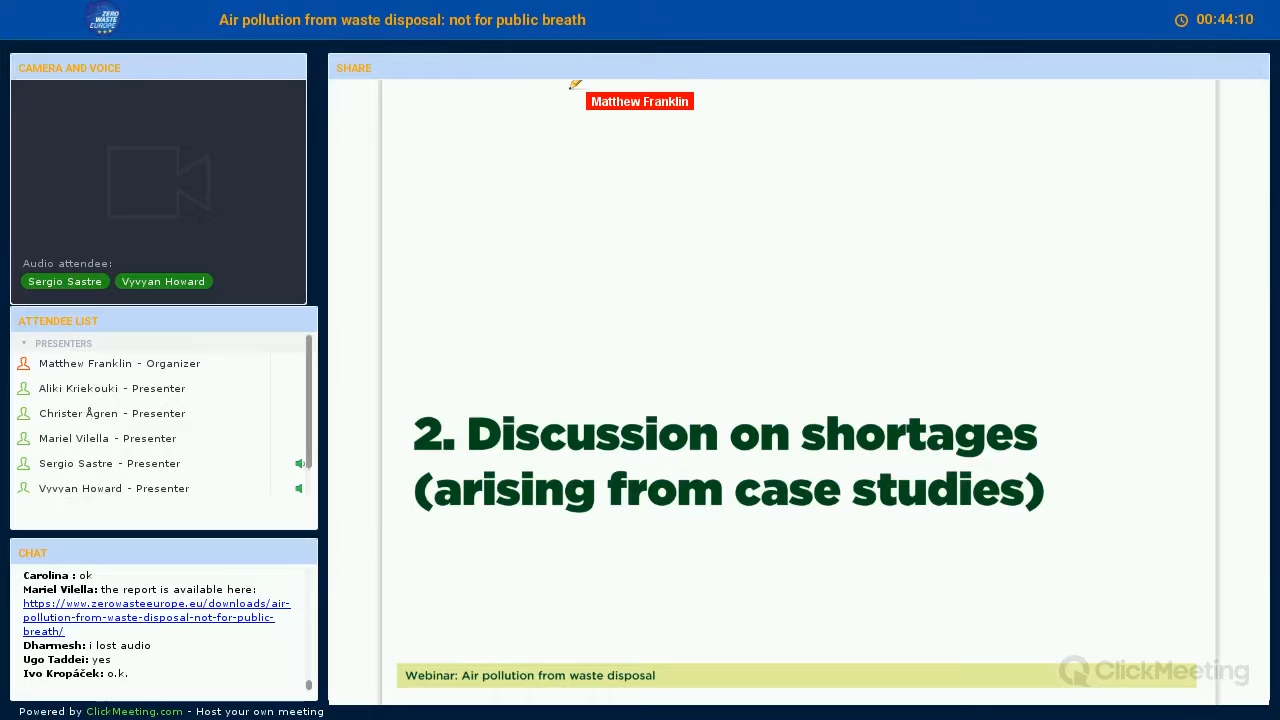 ZERO WASTE EUROPE
Air pollution from waste disposal: not for public breath
00:44:10
CAMERA AND VOICE
Audio attendee:
Sergio Sastre
Vyvyan Howard
ATTENDEE LIST
PRESENTERS
Matthew Franklin - Organizer
Aliki Kriekouki - Presenter
Christer Ågren - Presenter
Mariel Vilella - Presenter
Sergio Sastre - Presenter
Vyvyan Howard - Presenter
CHAT
Carolina : ok
Mariel Vilella: the report is available here:
https://www.zerowasteeurope.eu/downloads/air-
pollution-from-waste-disposal-not-for-public-
breath/
Dharmesh: i lost audio
Ugo Taddei: yes
Ivo Kropáček: o.k.
SHARE
Matthew Franklin
2. Discussion on shortages
(arising from case studies)
Webinar: Air pollution from waste disposal
ClickMeeting
Powered by ClickMeeting.com - Host your own meeting